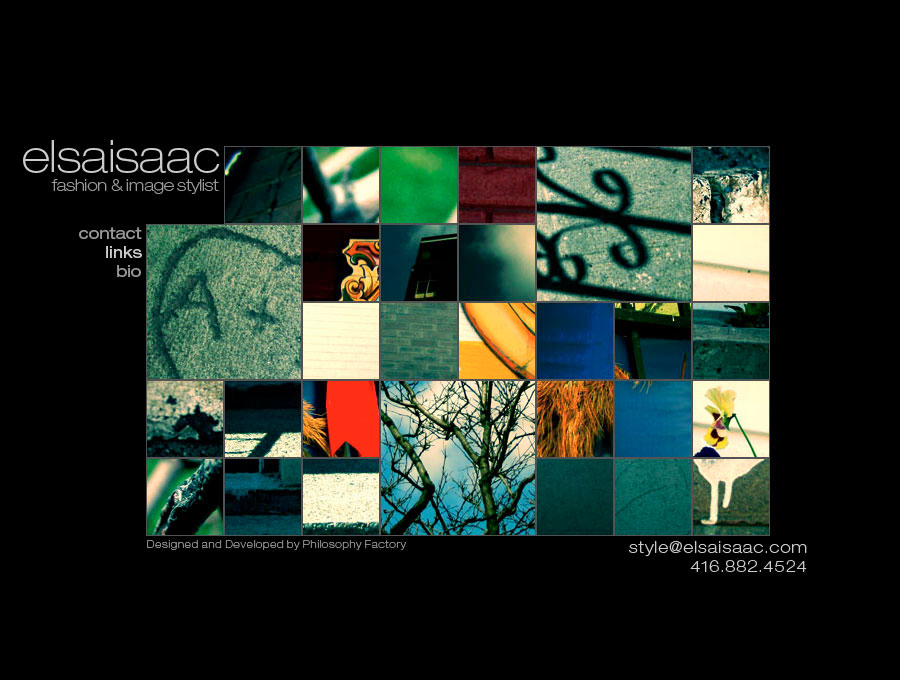 elsaisaac
fashion & image stylist
contact
links
bio
A+
Designed and Developed by Philosophy Factory
style@elsaisaac.com
416.882.4524